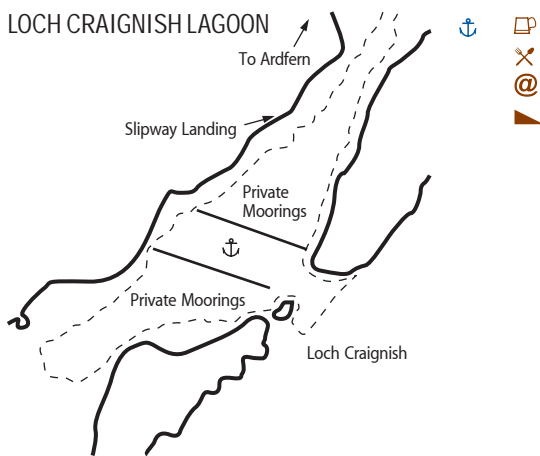 LOCH CRAIGNISH LAGOON
To Ardfern
Slipway Landing
Private
Moorings
Private Moorings
Loch Craignish
@